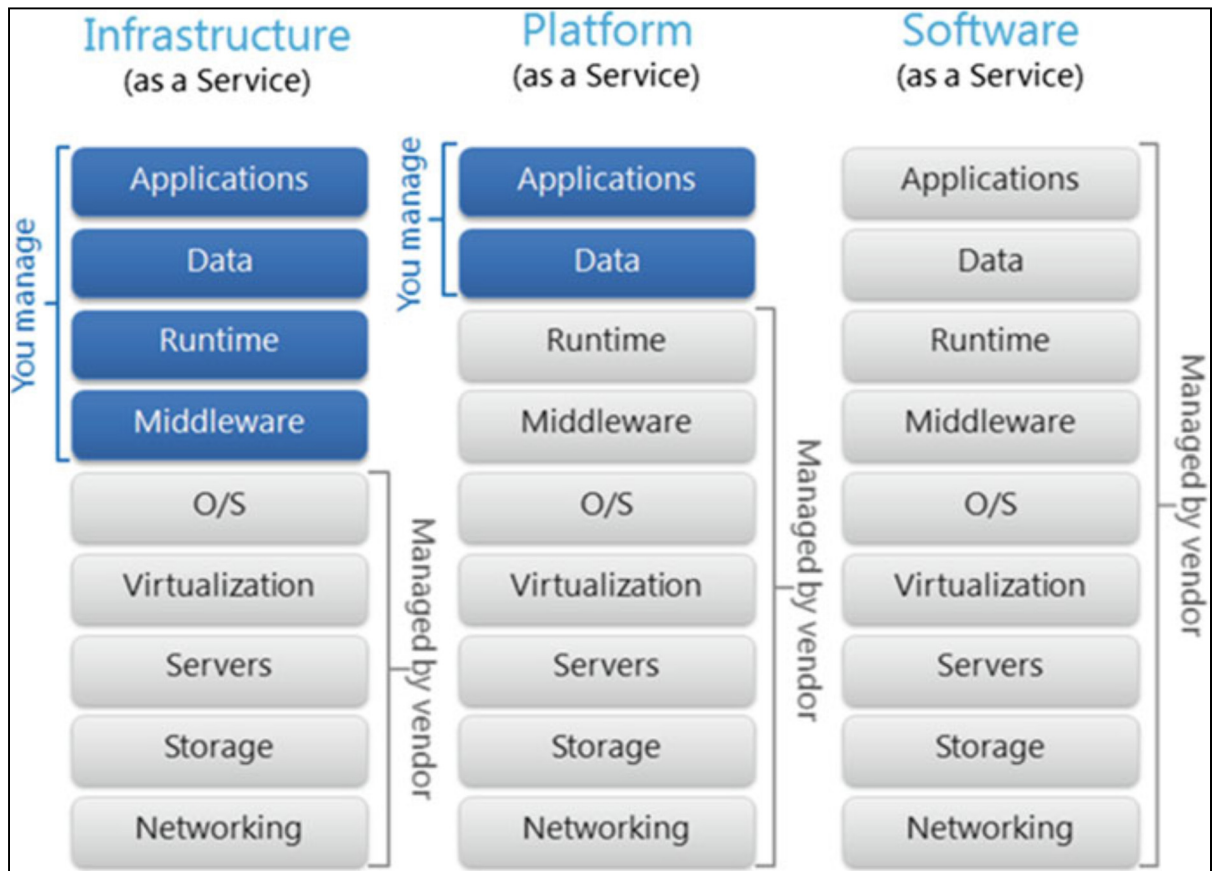 Infrastructure
(as a Service)
You manage
Applications
Data
Runtime
Middleware
O/S
Virtualization
Servers
Storage
Networking
Managed by vendor
Platform
(as a Service)
You manage
Applications
Data
Runtime
Middleware
O/S
Virtualization
Servers
Storage
Networking
Managed by vendor
Software
(as a Service)
Applications
Data
Runtime
Middleware
O/S
Virtualization
Servers
Storage
Networking
Managed by vendor